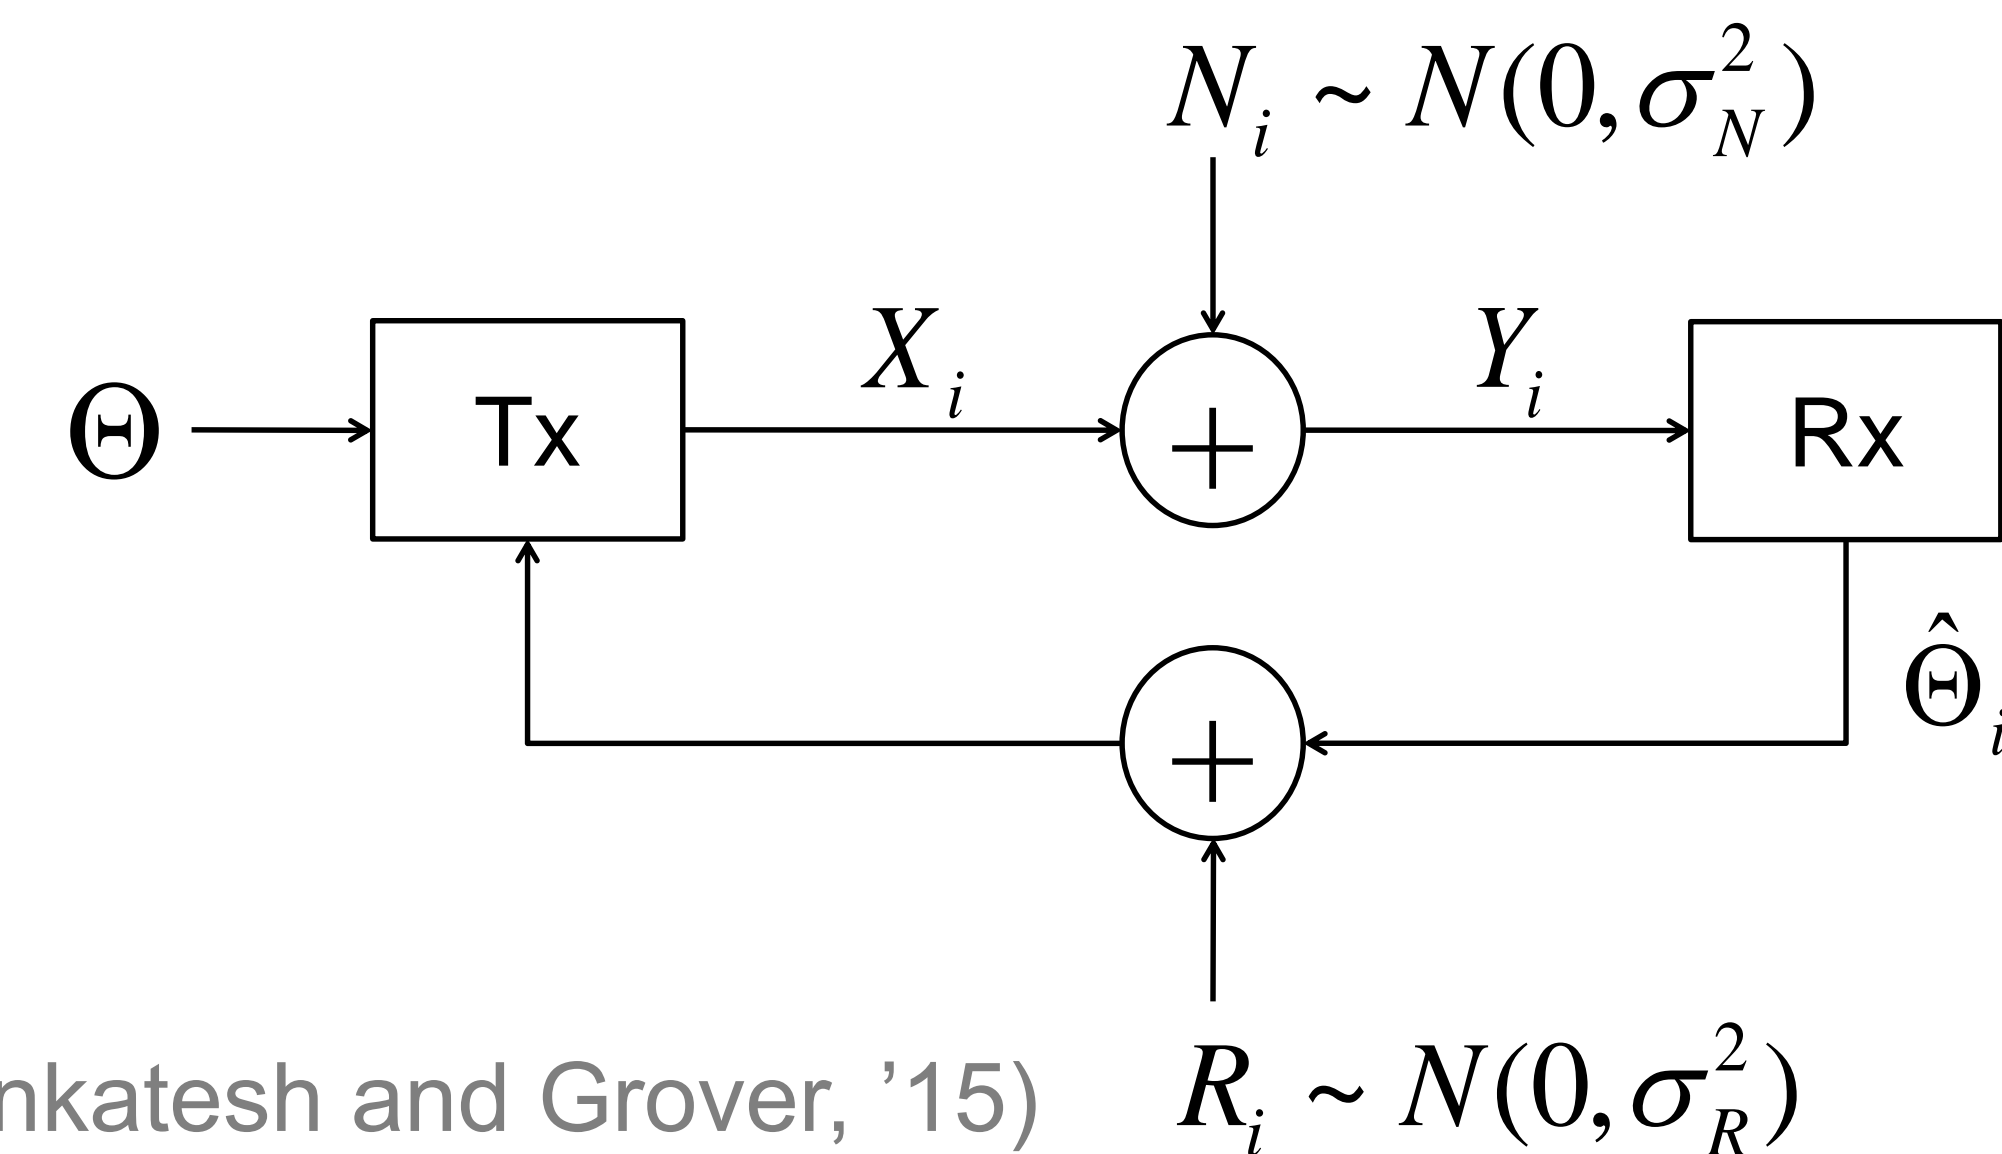 N_i ~ N(0, σ_N^2)
Θ
Tx
X_i
+
Y_i
Rx
+
Θ̂_i
nkatesh and Grover, ’15)
R_i ~ N(0, σ_R^2)